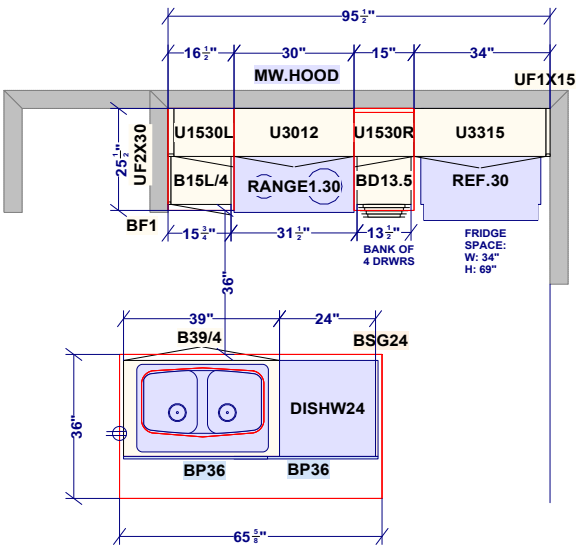 95 1/2"
16 1/2" 30" 15" 34"
MW.HOOD
UF1X15
U1530L U3012 U1530R U3315
UF2X30
25 1/2"
B15L/4 RANGE1.30 BD13.5 REF.30
BF1
15 3/4" 31 1/2" 13 1/2"
BANK OF
4 DRWRS
FRIDGE
SPACE:
W: 34"
H: 69"
36"
39" 24"
B39/4
BSG24
36"
DISHW24
BP36 BP36
65 5/8"